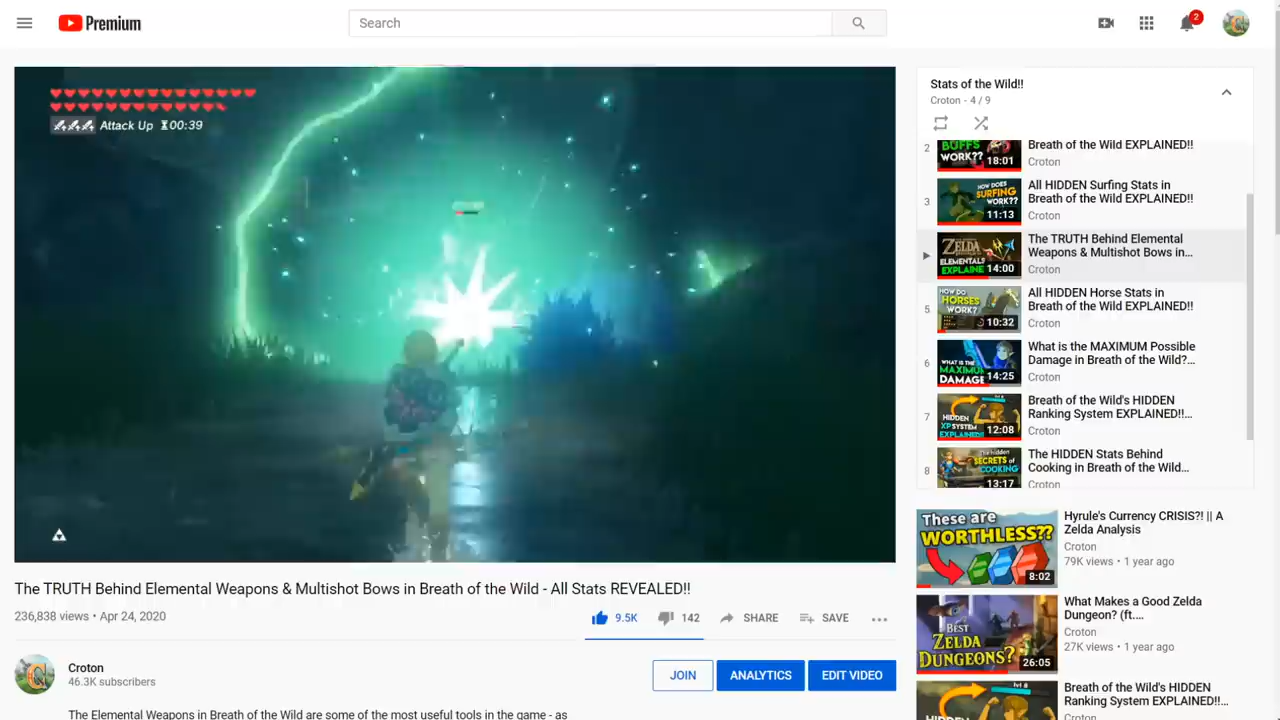 Premium
Search
2
Attack Up 00:39
Stats of the Wild!!
Croton - 4 / 9
2
BUFFS
WORK??
18:01
Breath of the Wild EXPLAINED!!
Croton
3
HOW DOES
SURFING
WORK??
11:13
All HIDDEN Surfing Stats in
Breath of the Wild EXPLAINED!!
Croton
ZELDA
ELEMENTALS
EXPLAINE
14:00
The TRUTH Behind Elemental
Weapons & Multishot Bows in...
Croton
5
HOW DO
HORSES
WORK?
10:32
All HIDDEN Horse Stats in
Breath of the Wild EXPLAINED!!
Croton
6
WHAT IS THE
MAXIMUM
DAMAGE
14:25
What is the MAXIMUM Possible
Damage in Breath of the Wild?...
Croton
7
HIDDEN
XP SYSTEM
EXPLAINED!!
12:08
Breath of the Wild's HIDDEN
Ranking System EXPLAINED!!...
Croton
8
The hidden
SECRETS of
COOKING
13:17
The HIDDEN Stats Behind
Cooking in Breath of the Wild...
Croton
The TRUTH Behind Elemental Weapons & Multishot Bows in Breath of the Wild - All Stats REVEALED!!
236,838 views • Apr 24, 2020
9.5K 142 SHARE SAVE
Croton
46.3K subscribers
JOIN ANALYTICS EDIT VIDEO
The Elemental Weapons in Breath of the Wild are some of the most useful tools in the game - as
These are
WORTHLESS??
8:02
Hyrule's Currency CRISIS?! || A
Zelda Analysis
Croton
79K views • 1 year ago
BEST
ZELDA
DUNGEONS?
26:05
What Makes a Good Zelda
Dungeon? (ft....
Croton
27K views • 1 year ago
lvl 8
HIDDEN
Breath of the Wild's HIDDEN
Ranking System EXPLAINED!!...
Croton